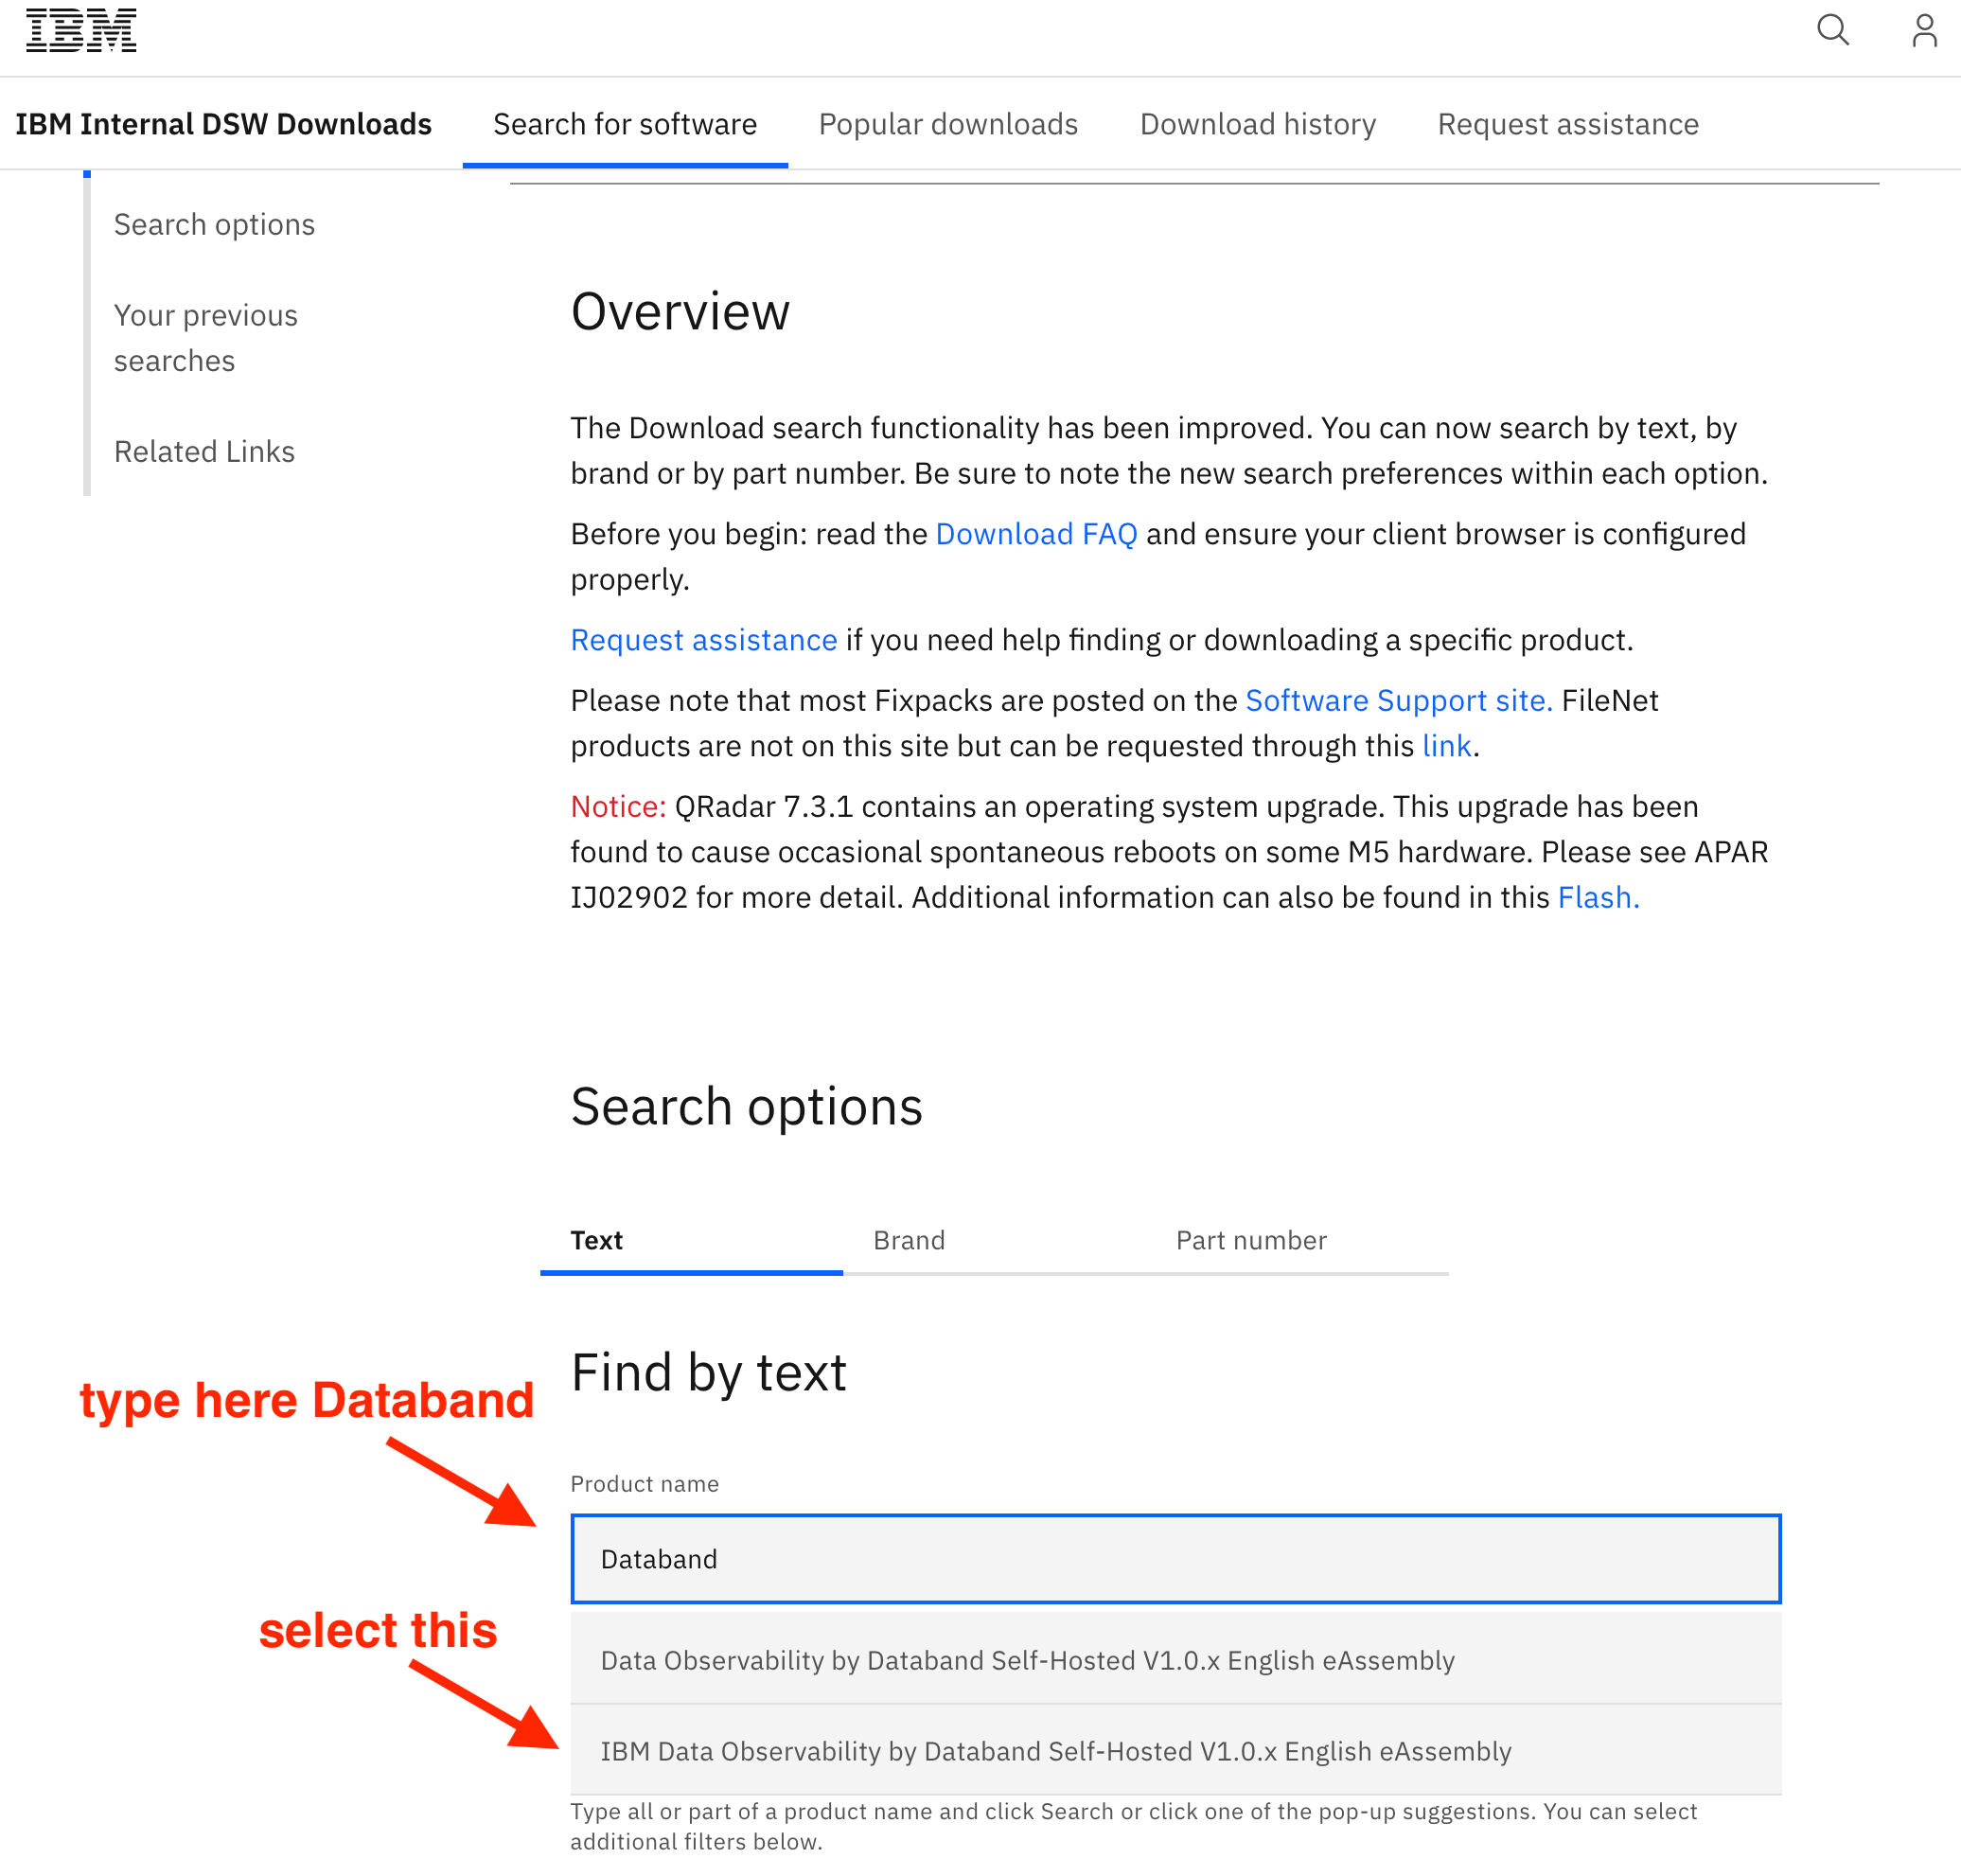 IBM
IBM Internal DSW Downloads
Search for software
Popular downloads
Download history
Request assistance
Search options
Your previous
searches
Related Links
Overview
The Download search functionality has been improved. You can now search by text, by
brand or by part number. Be sure to note the new search preferences within each option.
Before you begin: read the Download FAQ and ensure your client browser is configured
properly.
Request assistance if you need help finding or downloading a specific product.
Please note that most Fixpacks are posted on the Software Support site. FileNet
products are not on this site but can be requested through this link.
Notice: QRadar 7.3.1 contains an operating system upgrade. This upgrade has been
found to cause occasional spontaneous reboots on some M5 hardware. Please see APAR
IJ02902 for more detail. Additional information can also be found in this Flash.
Search options
Text
Brand
Part number
Find by text
type here Databand
Product name
Databand
select this
Data Observability by Databand Self-Hosted V1.0.x English eAssembly
IBM Data Observability by Databand Self-Hosted V1.0.x English eAssembly
Type all or part of a product name and click Search or click one of the pop-up suggestions. You can select
additional filters below.